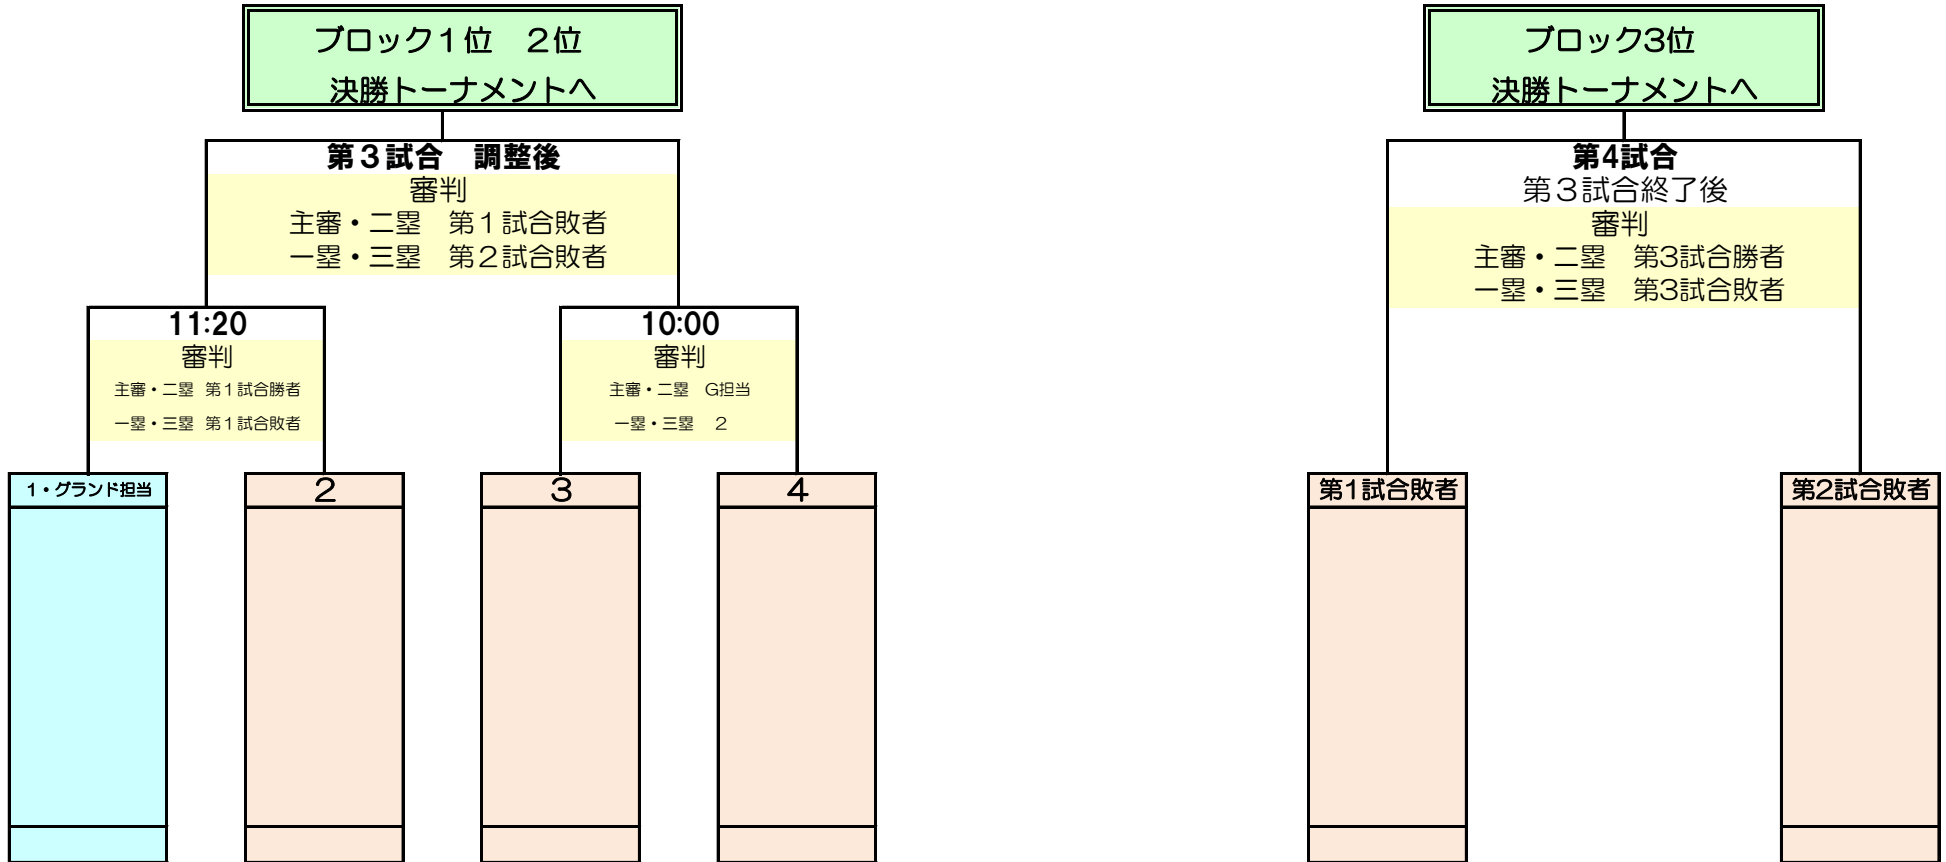 ブロック１位　２位
決勝トーナメントへ
第３試合　調整後
審判
主審・二塁　第１試合敗者
一塁・三塁　第２試合敗者
11:20
審判
主審・二塁 第１試合勝者
一塁・三塁 第１試合敗者
10:00
審判
主審・二塁　G担当
一塁・三塁　２
1・グランド担当
2
3
4
ブロック3位
決勝トーナメントへ
第4試合
第３試合終了後
審判
主審・二塁　第3試合勝者
一塁・三塁　第3試合敗者
第1試合敗者
第2試合敗者